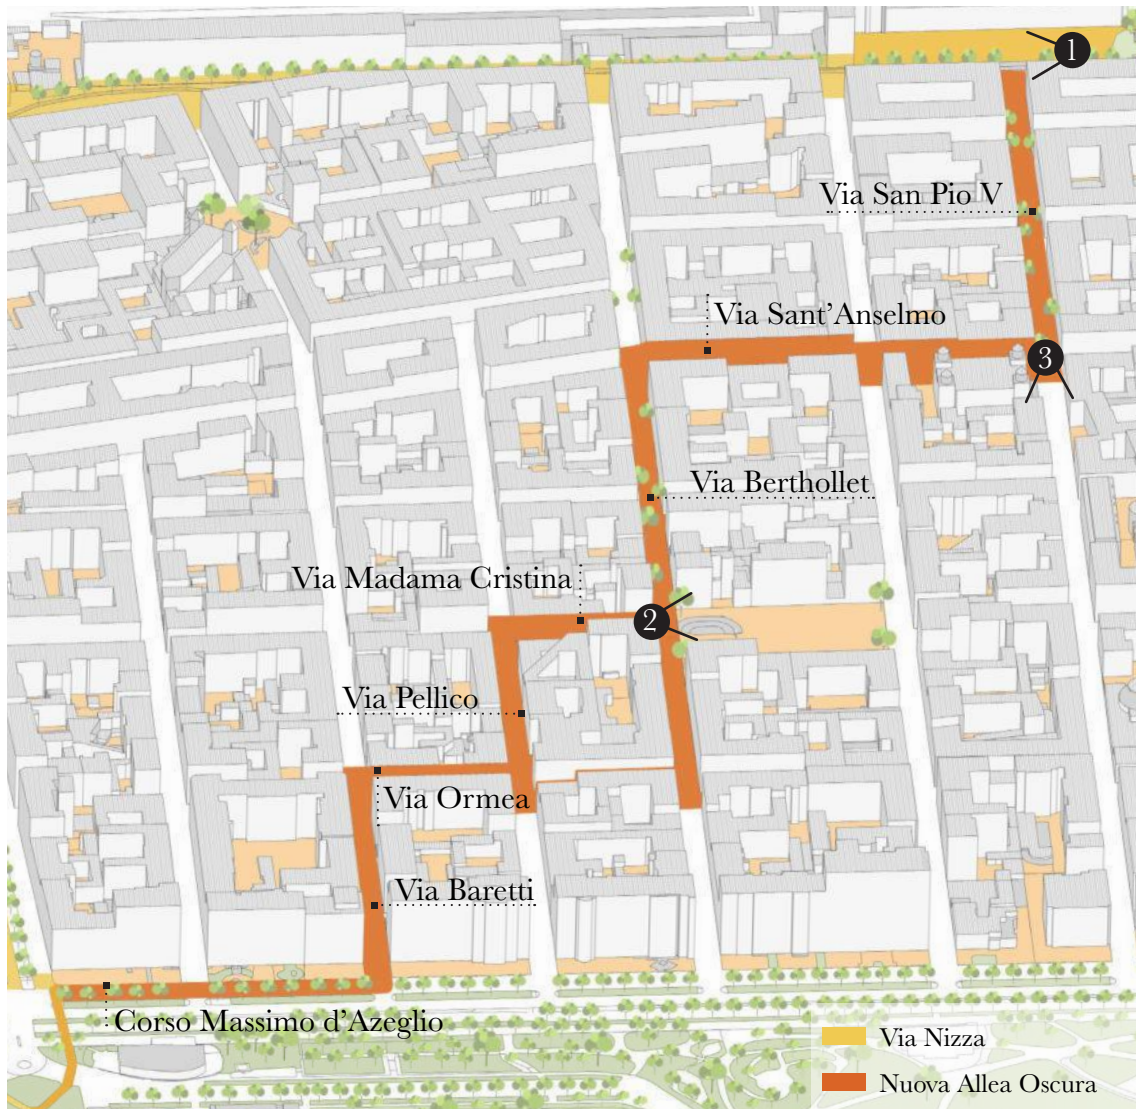 1
Via San Pio V
Via Sant'Anselmo
3
Via Berthollet
Via Madama Cristina
2
Via Pellico
Via Ormea
Via Baretti
Corso Massimo d'Azeglio
Via Nizza
Nuova Allea Oscura